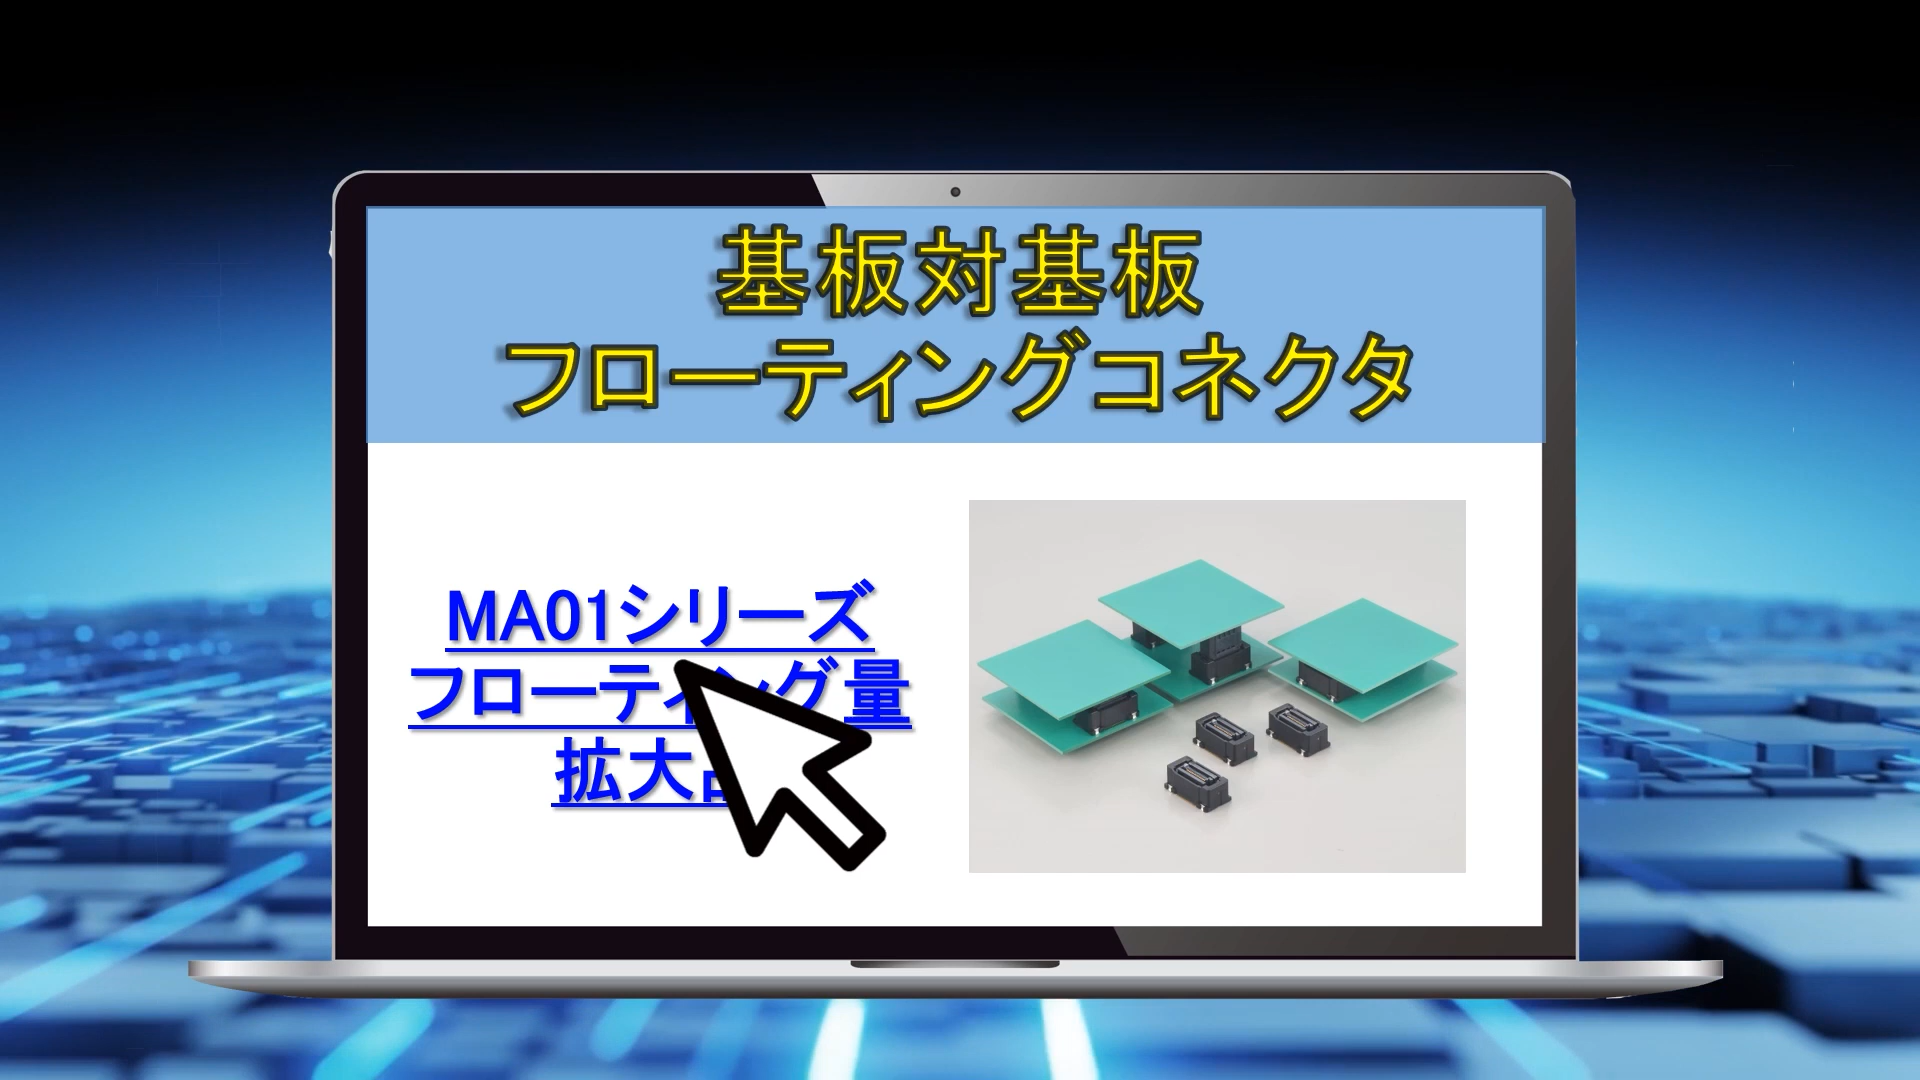 基板対基板
フローティングコネクタ
MA01シリーズ
フローティング量
拡大